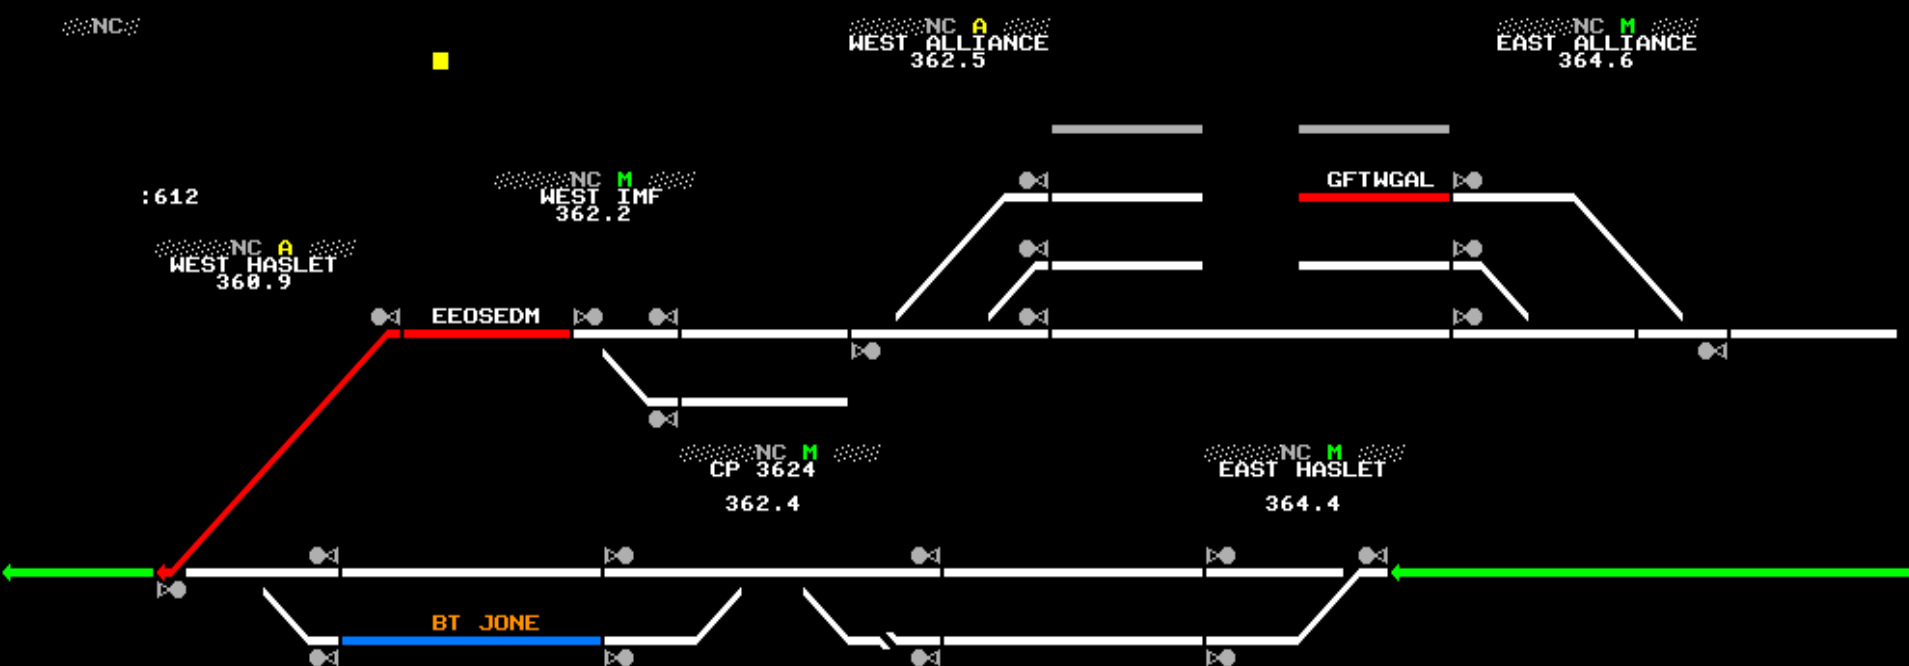 NC
NC A
WEST ALLIANCE
362.5
NC M
EAST ALLIANCE
364.6
:612
NC M
WEST IMF
362.2
GFTWGAL
NC A
WEST HASLET
360.9
EEOSEDM
NC M
CP 3624
362.4
NC M
EAST HASLET
364.4
BT JONE